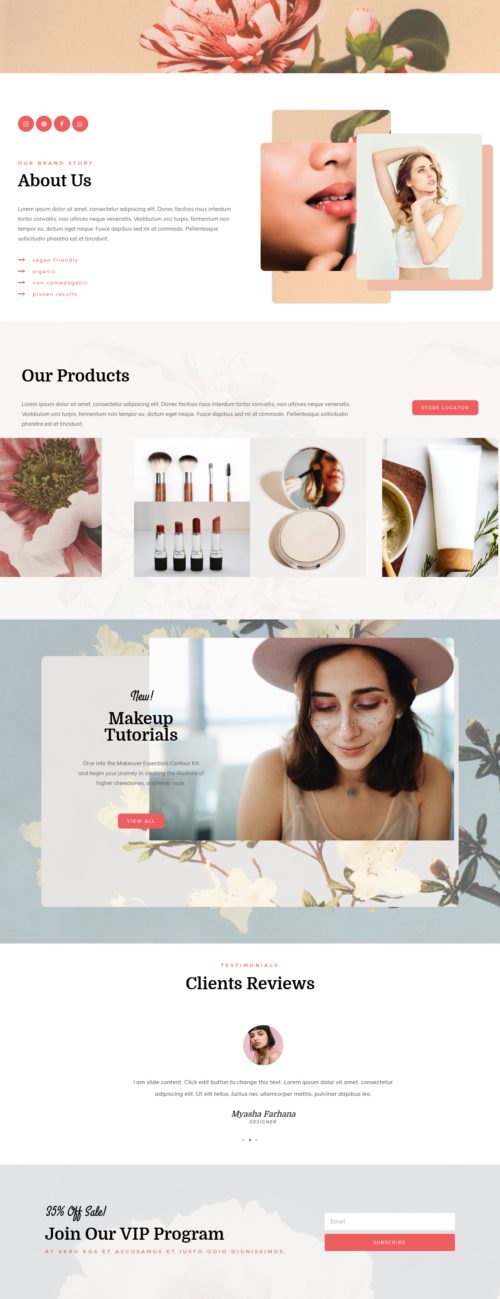 OUR BRAND STORY
About Us
Lorem ipsum dolor sit amet, consectetur adipiscing elit. Donec facilisis risus interdum
tortor convallis, non ultrices neque venenatis. Vestibulum orci turpis, fermentum non
tempor eu, dictum eget neque. Fusce dapibus sed mi at commodo. Pellentesque
sollicitudin pharetra est et tincidunt.
vegan friendly
organic
non-comedogenic
proven results
Our Products
Lorem ipsum dolor sit amet, consectetur adipiscing elit. Donec facilisis risus interdum tortor convallis, non ultrices neque venenatis.
Vestibulum orci turpis, fermentum non tempor eu, dictum eget neque. Fusce dapibus sed mi at commodo. Pellentesque sollicitudin
pharetra est et tincidunt.
STORE LOCATOR
New!
Makeup
Tutorials
Dive into the Makeover Essentials Contour Kit
and begin your journey in creating the illusions of
higher cheekbones, a slimmer nose.
VIEW ALL
TESTIMONIALS
Clients Reviews
I am slide content. Click edit button to change this text. Lorem ipsum dolor sit amet, consectetur
adipiscing elit. Ut elit tellus, luctus nec ullamcorper mattis, pulvinar dapibus leo.
Myasha Farhana
DESIGNER
35% Off Sale!
Join Our VIP Program
AT VERO EOS ET ACCUSAMUS ET IUSTO ODIO DIGNISSIMOS.
Email
SUBSCRIBE